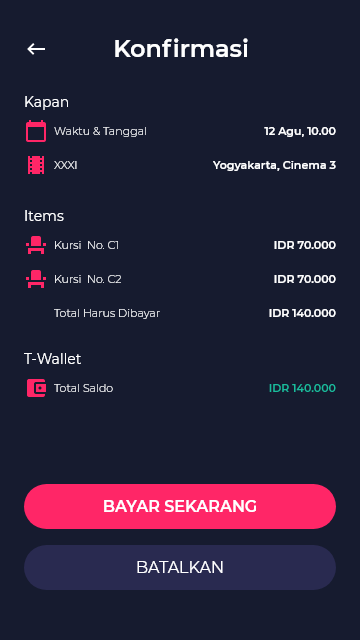 Konfirmasi
Kapan
Waktu & Tanggal 12 Agu, 10.00
XXXI Yogyakarta, Cinema 3
Items
Kursi No. C1 IDR 70.000
Kursi No. C2 IDR 70.000
Total Harus Dibayar IDR 140.000
T-Wallet
Total Saldo IDR 140.000
BAYAR SEKARANG
BATALKAN